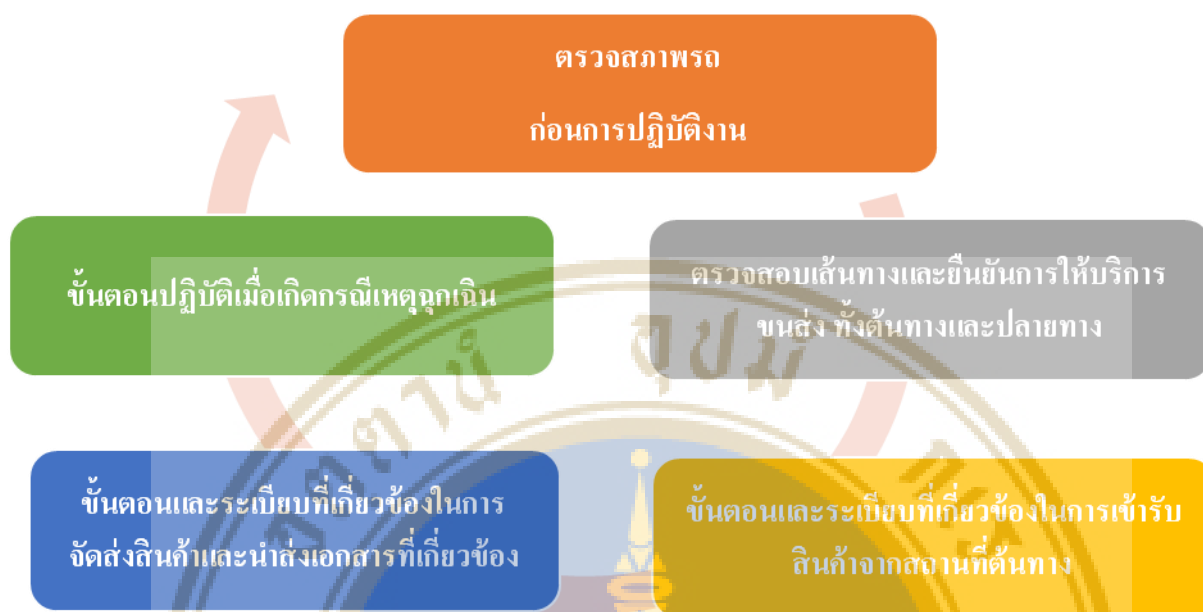 ตรวจสภาพรถ
ก่อนการปฏิบัติงาน
ขั้นตอนปฏิบัติเมื่อเกิดกรณีเหตุฉุกเฉิน
ตรวจสอบเส้นทางและยืนยันการให้บริการ
ขนส่ง ทั้งต้นทางและปลายทาง
ขั้นตอนและระเบียบที่เกี่ยวข้องในการ
จัดส่งสินค้าและนำส่งเอกสารที่เกี่ยวข้อง
ขั้นตอนและระเบียบที่เกี่ยวข้องในการเข้ารับ
สินค้าจากสถานที่ต้นทาง